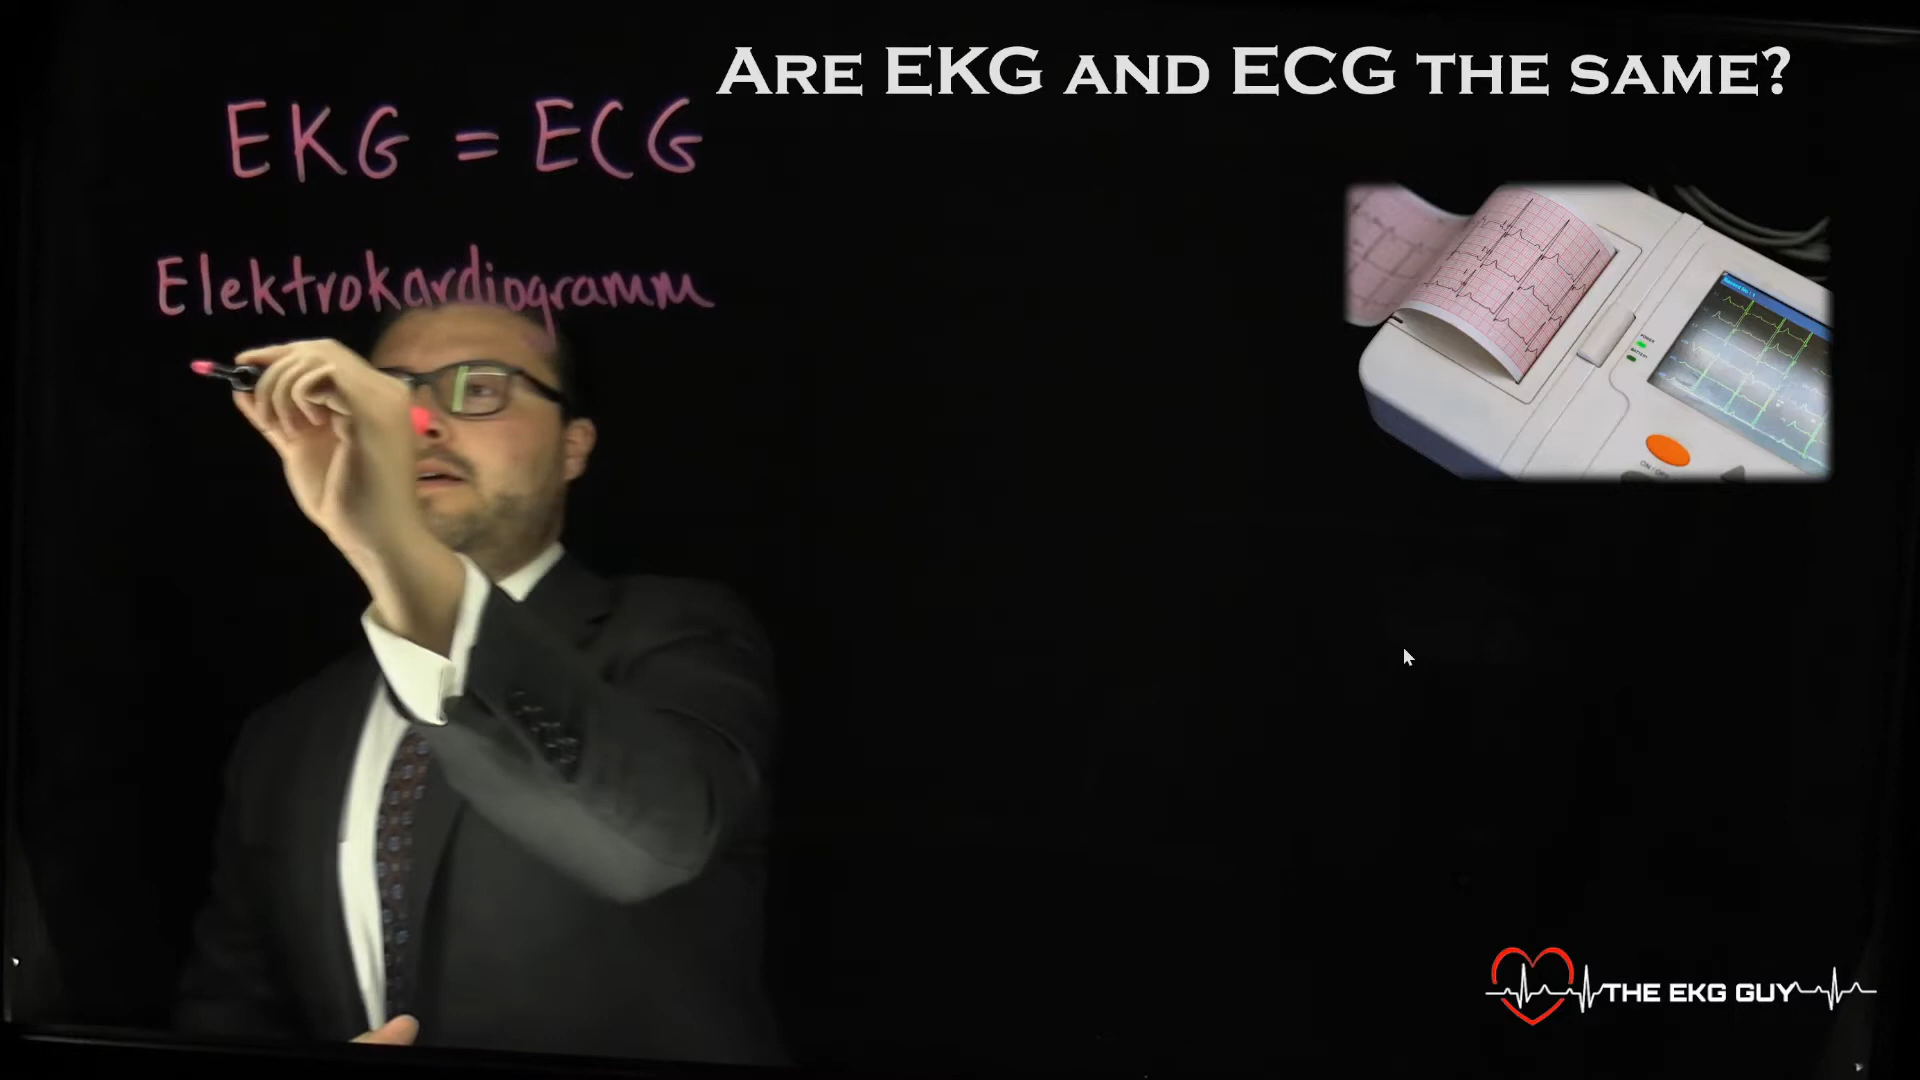 ARE EKG AND ECG THE SAME?
EKG = ECG
Elektrokardiogramm
THE EKG GUY